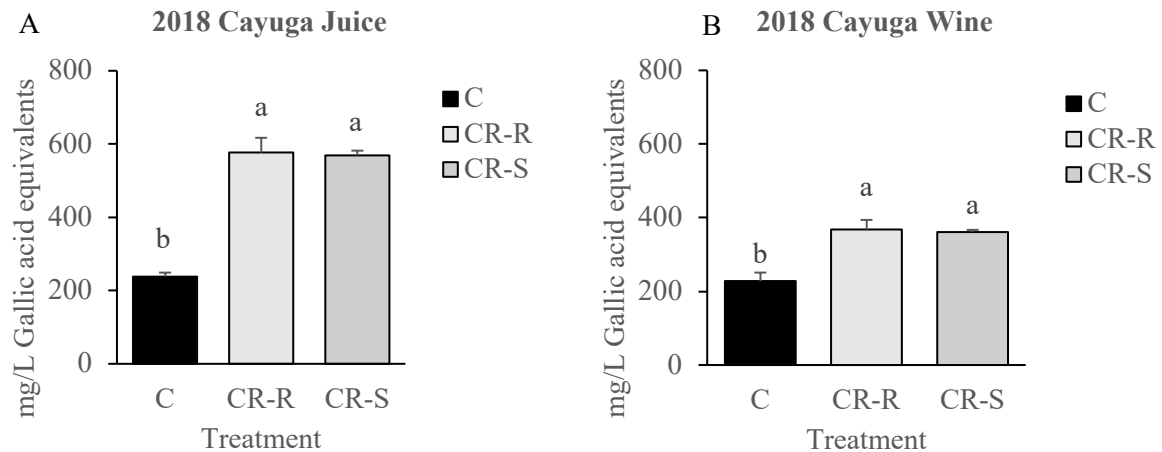 A
2018 Cayuga Juice
mg/L Gallic acid equivalents
800
600
400
200
0
b
a
a
C
CR-R
CR-S
Treatment
C
CR-R
CR-S
B
2018 Cayuga Wine
mg/L Gallic acid equivalents
800
600
400
200
0
b
a
a
C
CR-R
CR-S
Treatment
C
CR-R
CR-S